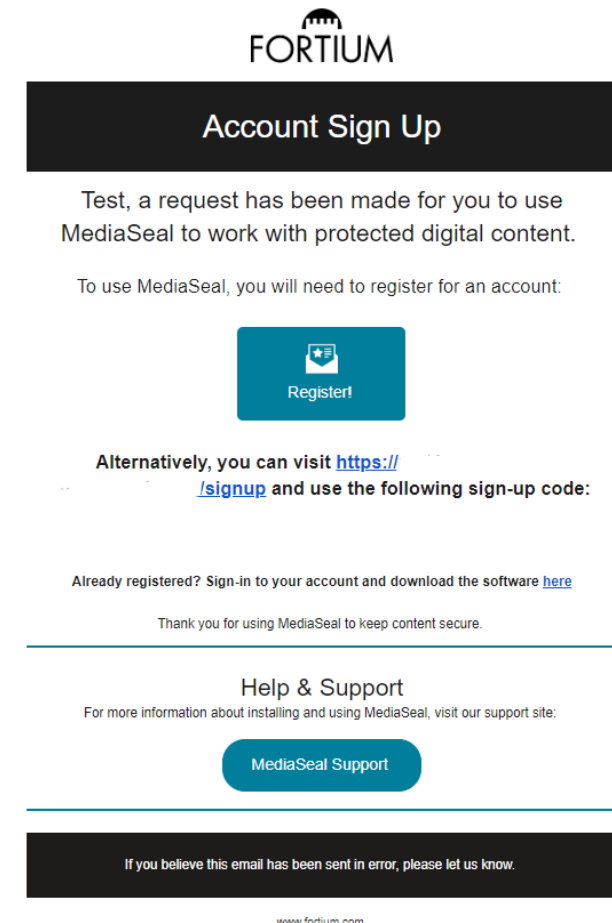 FORTIUM
Account Sign Up
Test, a request has been made for you to use
MediaSeal to work with protected digital content.
To use MediaSeal, you will need to register for an account:
Register!
Alternatively, you can visit https://
/signup and use the following sign-up code:
Already registered? Sign-in to your account and download the software here
Thank you for using MediaSeal to keep content secure.
Help & Support
For more information about installing and using MediaSeal, visit our support site:
MediaSeal Support
If you believe this email has been sent in error, please let us know.
www.fortium.com